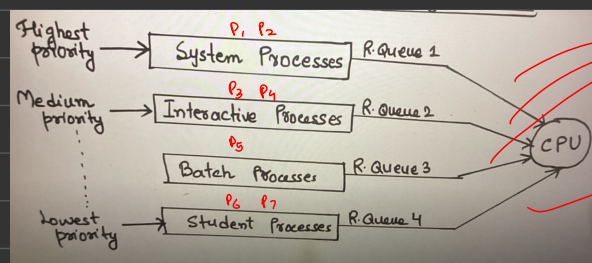 P1 P2
Highest
priority
System Processes
R.Queue 1
P3 P4
Medium
priority
Interactive Processes
R.Queue 2
CPU
P5
Batch Processes
R.Queue 3
P6 P7
Lowest
priority
Student Processes
R.Queue 4